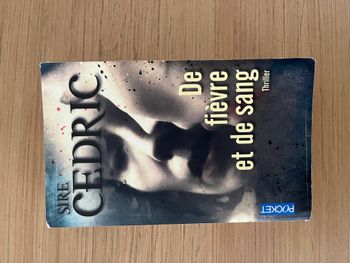 SIRE
CEDRIC
De
fièvre
et de sang
Thriller
POCKET